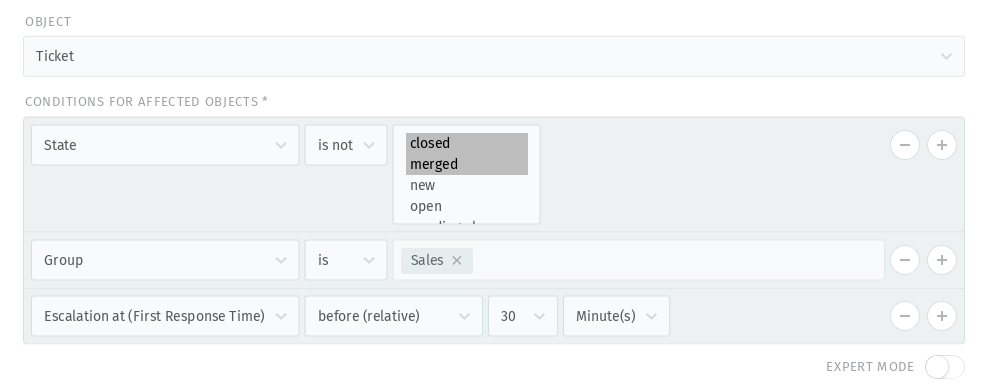 OBJECT
Ticket
CONDITIONS FOR AFFECTED OBJECTS *
State is not closed
merged
new
open
Group is Sales
Escalation at (First Response Time) before (relative) 30 Minute(s)
EXPERT MODE